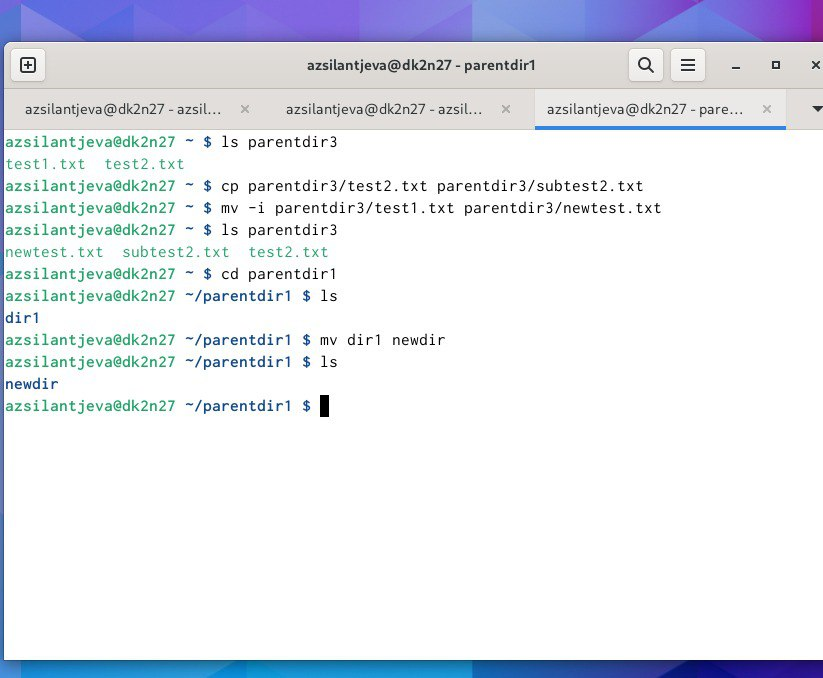 azsilantjeva@dk2n27 - parentdir1
azsilantjeva@dk2n27 - azsil... azsilantjeva@dk2n27 - azsil... azsilantjeva@dk2n27 - pare...
azsilantjeva@dk2n27 ~ $ ls parentdir3
test1.txt  test2.txt
azsilantjeva@dk2n27 ~ $ cp parentdir3/test2.txt parentdir3/subtest2.txt
azsilantjeva@dk2n27 ~ $ mv -i parentdir3/test1.txt parentdir3/newtest.txt
azsilantjeva@dk2n27 ~ $ ls parentdir3
newtest.txt  subtest2.txt  test2.txt
azsilantjeva@dk2n27 ~ $ cd parentdir1
azsilantjeva@dk2n27 ~/parentdir1 $ ls
dir1
azsilantjeva@dk2n27 ~/parentdir1 $ mv dir1 newdir
azsilantjeva@dk2n27 ~/parentdir1 $ ls
newdir
azsilantjeva@dk2n27 ~/parentdir1 $